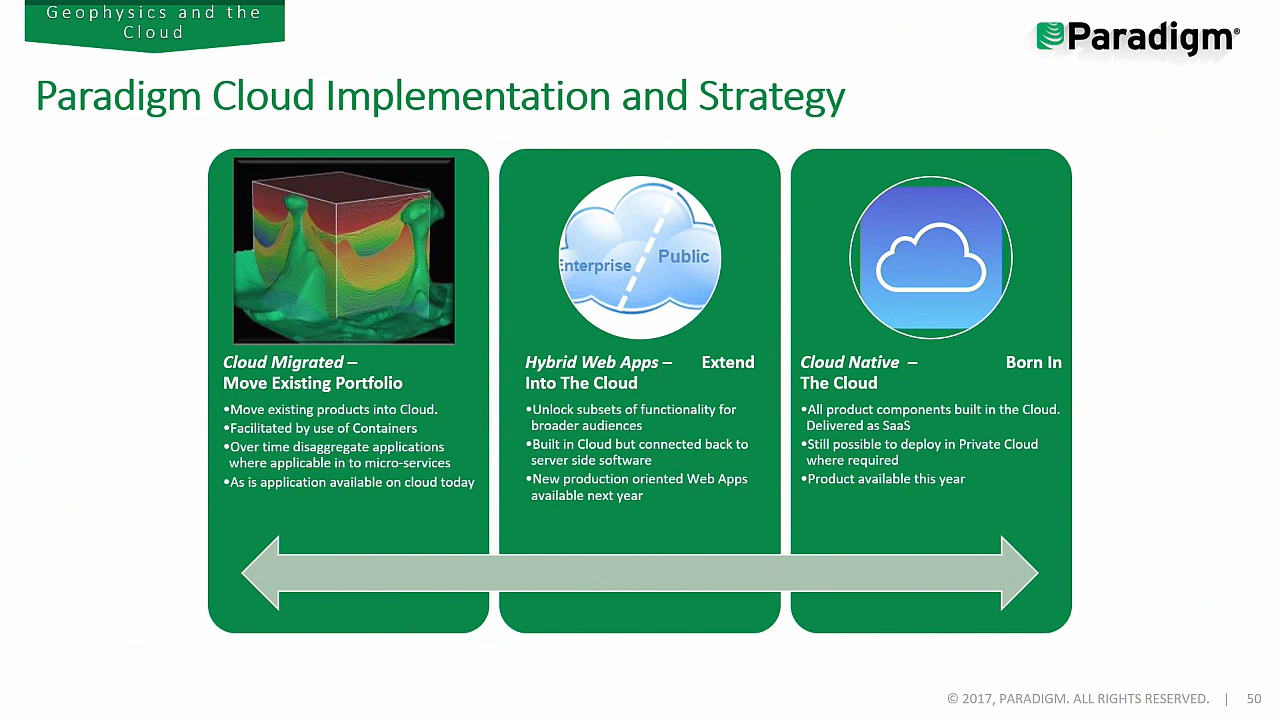 Geophysics and the
Cloud
Paradigm®
Paradigm Cloud Implementation and Strategy
Enterprise
Public
Cloud Migrated –
Move Existing Portfolio
•Move existing products into Cloud.
•Facilitated by use of Containers
•Over time disaggregate applications
where applicable in to micro-services
•As is application available on cloud today
Hybrid Web Apps – Extend
Into The Cloud
•Unlock subsets of functionality for
broader audiences
•Built in Cloud but connected back to
server side software
•New production oriented Web Apps
available next year
Cloud Native – Born In
The Cloud
•All product components built in the Cloud.
Delivered as SaaS
•Still possible to deploy in Private Cloud
where required
•Product available this year
© 2017, PARADIGM. ALL RIGHTS RESERVED. | 50